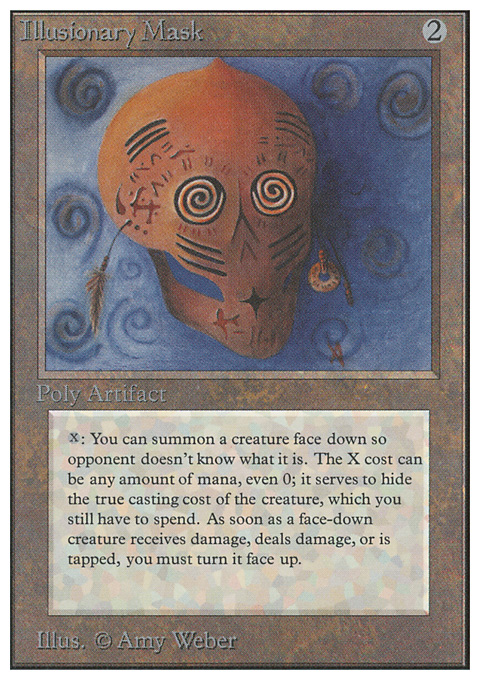 Illusionary Mask 2
Poly Artifact
X: You can summon a creature face down so
opponent doesn't know what it is. The X cost can
be any amount of mana, even 0; it serves to hide
the true casting cost of the creature, which you
still have to spend. As soon as a face-down
creature receives damage, deals damage, or is
tapped, you must turn it face up.
Illus. © Amy Weber